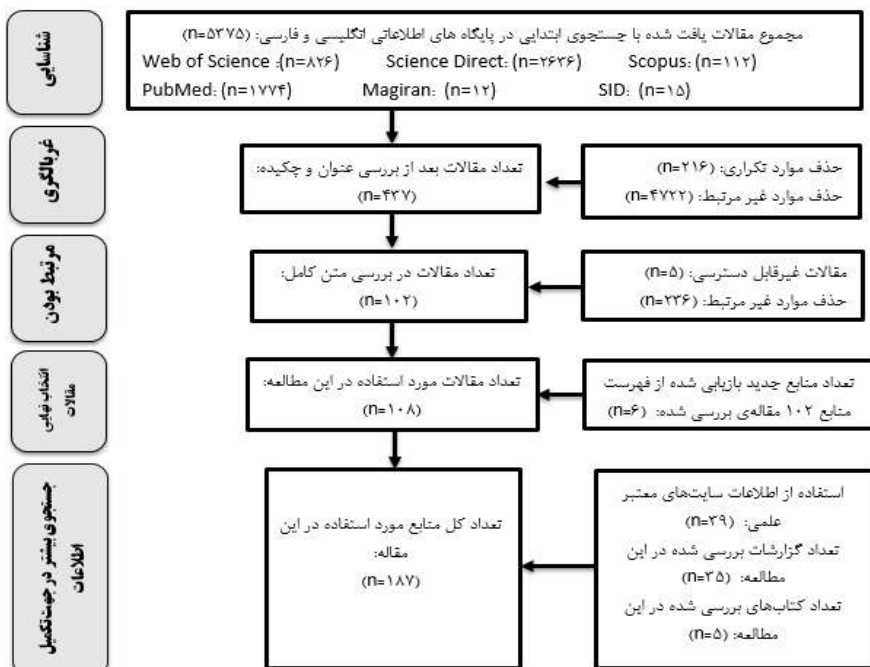 شناسایی
مجموع مقالات یافت شده با جستجوی ابتدایی در پایگاه های اطلاعاتی انگلیسی و فارسی: (n=۵۳۷۵)
Web of Science :(n=۸۲۶) Science Direct: (n=۲۶۳۶) Scopus: (n=۱۱۲)
PubMed: (n=۱۷۷۴) Magiran: (n=۱۲) SID: (n=۱۵)
غربالگری
تعداد مقالات بعد از بررسی عنوان و چکیده:
(n=۴۳۷)
حذف موارد تکراری: (n=۲۱۶)
حذف موارد غیر مرتبط: (n=۴۷۲۲)
مرتبط بودن
تعداد مقالات در بررسی متن کامل:
(n=۱۰۲)
مقالات غیرقابل دسترسی: (n=۵)
حذف موارد غیر مرتبط: (n=۲۳۶)
انتخاب نهایی
مقالات
تعداد مقالات مورد استفاده در این مطالعه:
(n=۱۰۸)
تعداد منابع جدید بازیابی شده از فهرست
منابع ۱۰۲ مقاله‌ی بررسی شده: (n=۶)
جستجوی بیشتر در جهت تکمیل
اطلاعات
تعداد کل منابع مورد استفاده در این
مقاله:
(n=۱۸۷)
استفاده از اطلاعات سایت‌های معتبر
علمی: (n=۳۹)
تعداد گزارشات بررسی شده در این
مطالعه: (n=۳۵)
تعداد کتاب‌های بررسی شده در این
مطالعه: (n=۵)